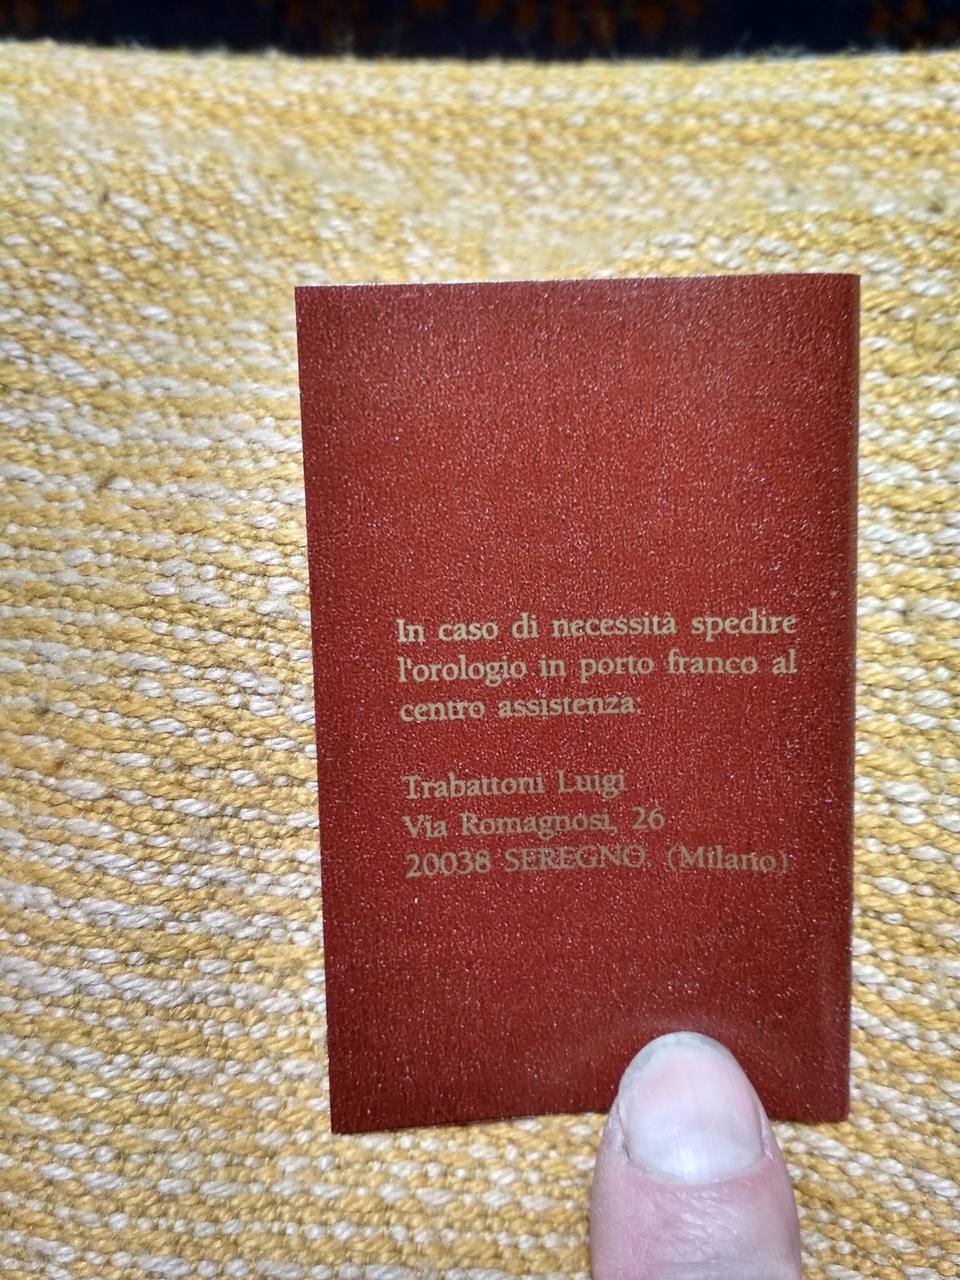 In caso di necessità spedire
l'orologio in porto franco al
centro assistenza:
Trabattoni Luigi
Via Romagnosi, 26
20038 SEREGNO (Milano)